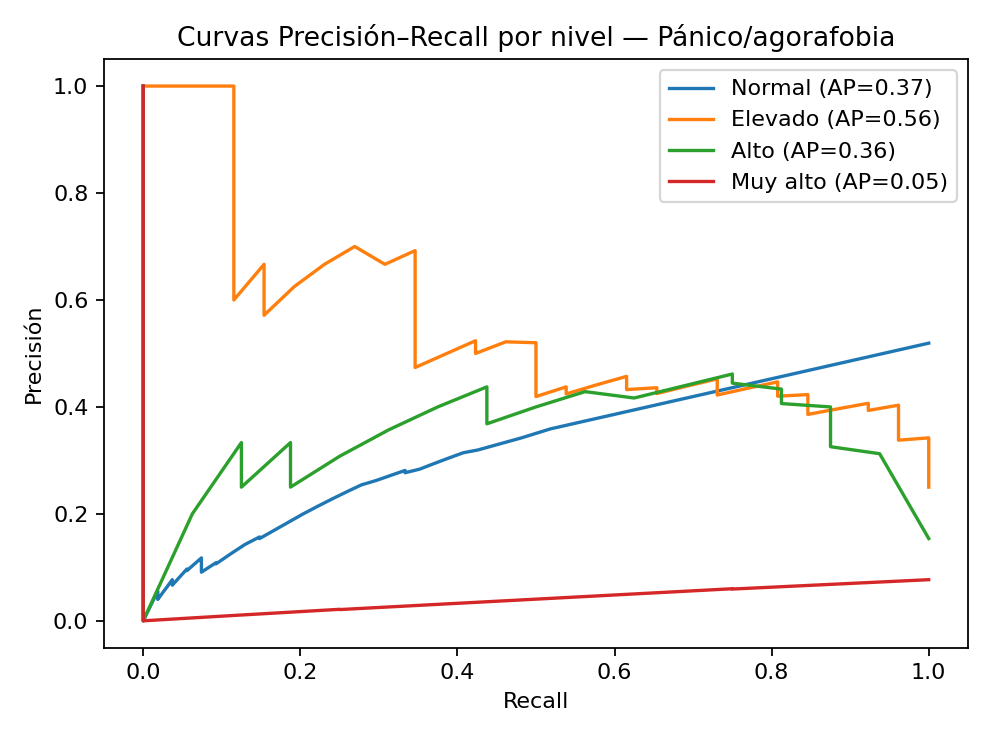 Curvas Precisión–Recall por nivel — Pánico/agorafobia
Normal (AP=0.37)
Elevado (AP=0.56)
Alto (AP=0.36)
Muy alto (AP=0.05)
Precisión
1.0
0.8
0.6
0.4
0.2
0.0
0.0 0.2 0.4 0.6 0.8 1.0
Recall